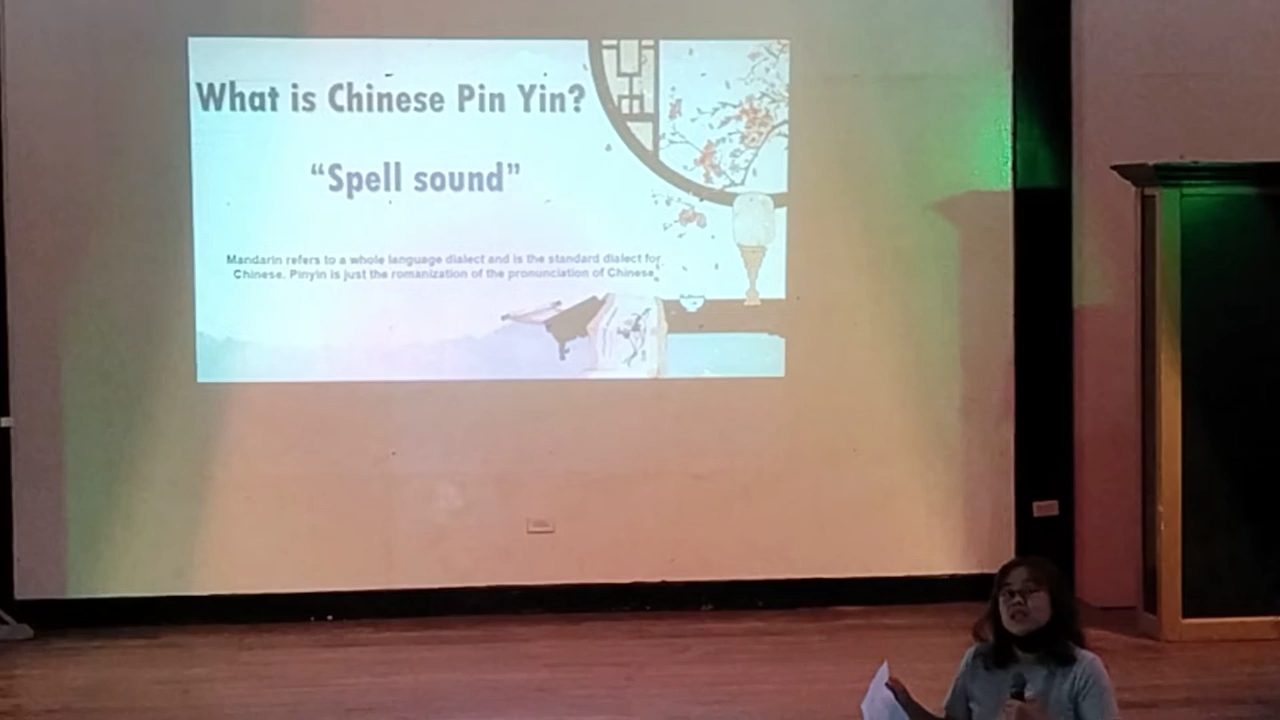 What is Chinese Pin Yin?
“Spell sound”
Mandarin refers to a whole language dialect and is the standard dialect for
Chinese. Pinyin is just the romanization of the pronunciation of Chinese.